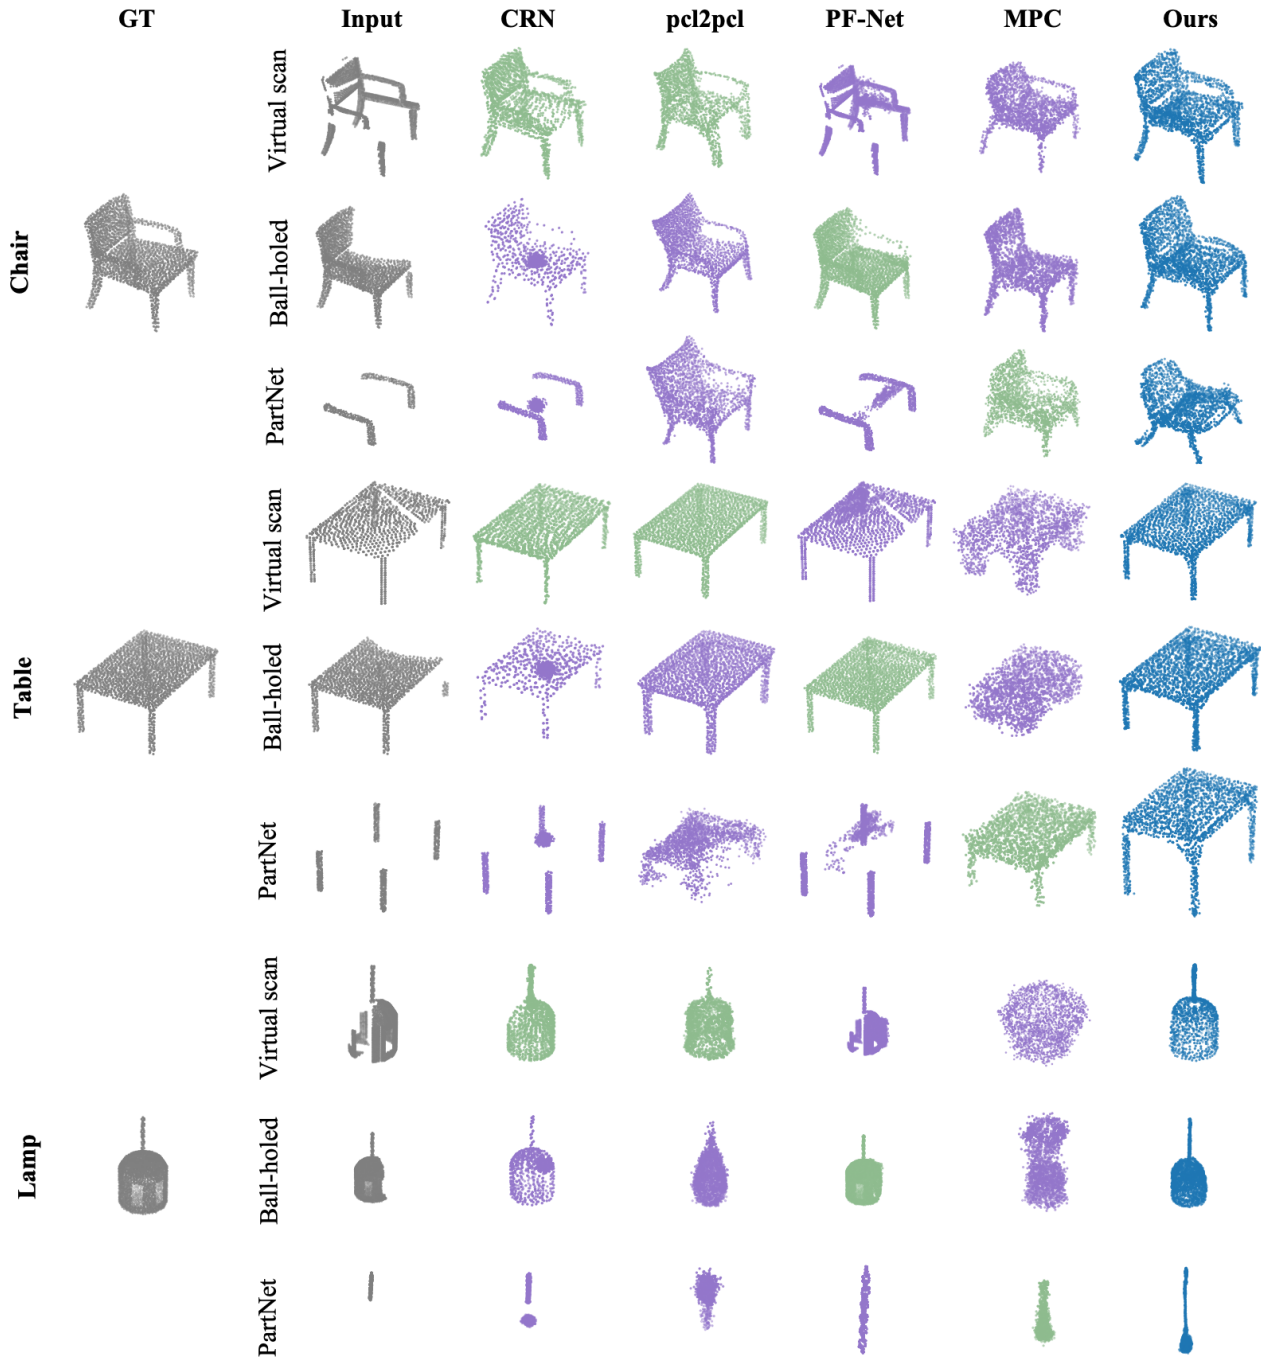 GT Input CRN pcl2pcl PF-Net MPC Ours
Chair
Virtual scan
Ball-holed
PartNet
Table
Virtual scan
Ball-holed
PartNet
Lamp
Virtual scan
Ball-holed
PartNet